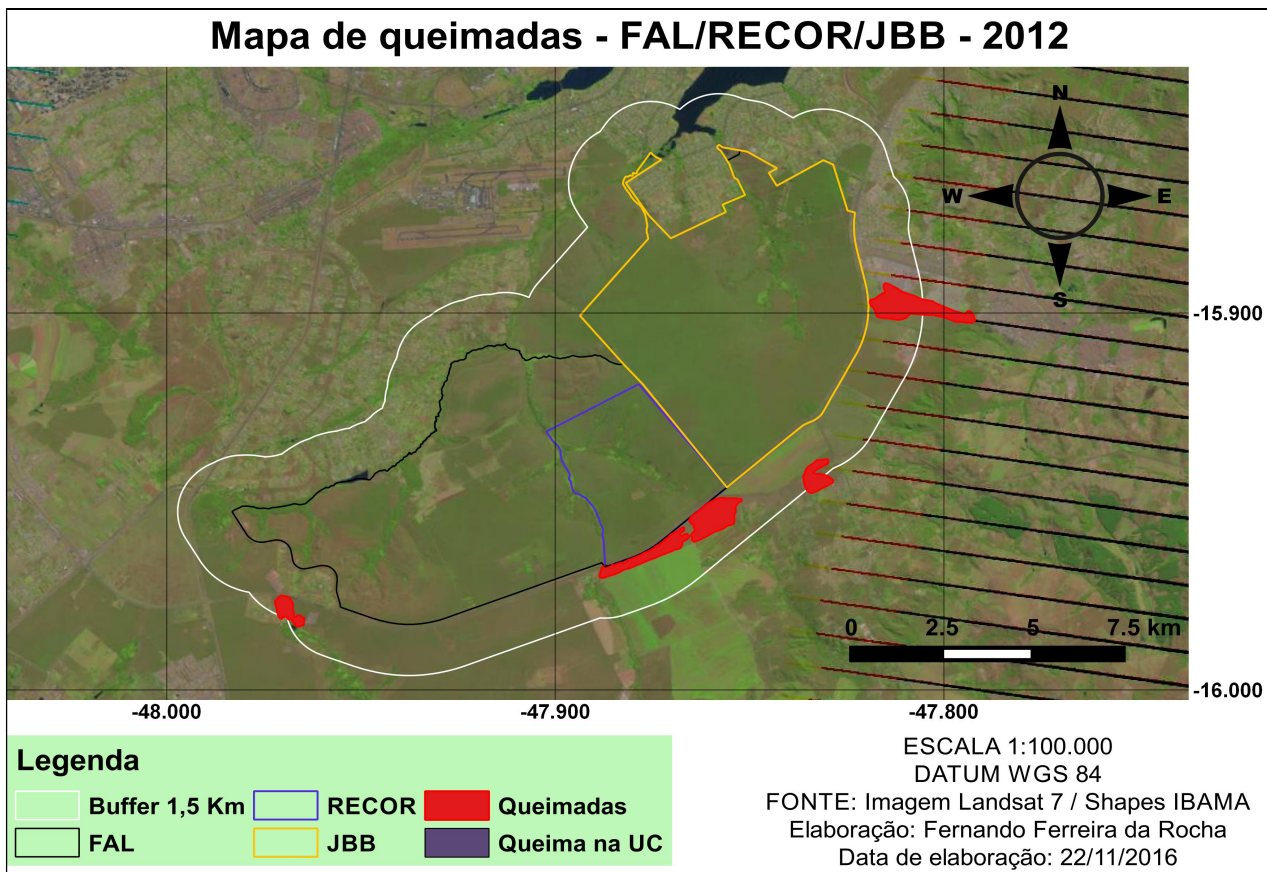 Mapa de queimadas - FAL/RECOR/JBB - 2012
N
W E
S
-15.900
0 2.5 5 7.5 km
-16.000
-48.000 -47.900 -47.800
Legenda
Buffer 1,5 Km RECOR Queimadas
FAL JBB Queima na UC
ESCALA 1:100.000
DATUM WGS 84
FONTE: Imagem Landsat 7 / Shapes IBAMA
Elaboração: Fernando Ferreira da Rocha
Data de elaboração: 22/11/2016